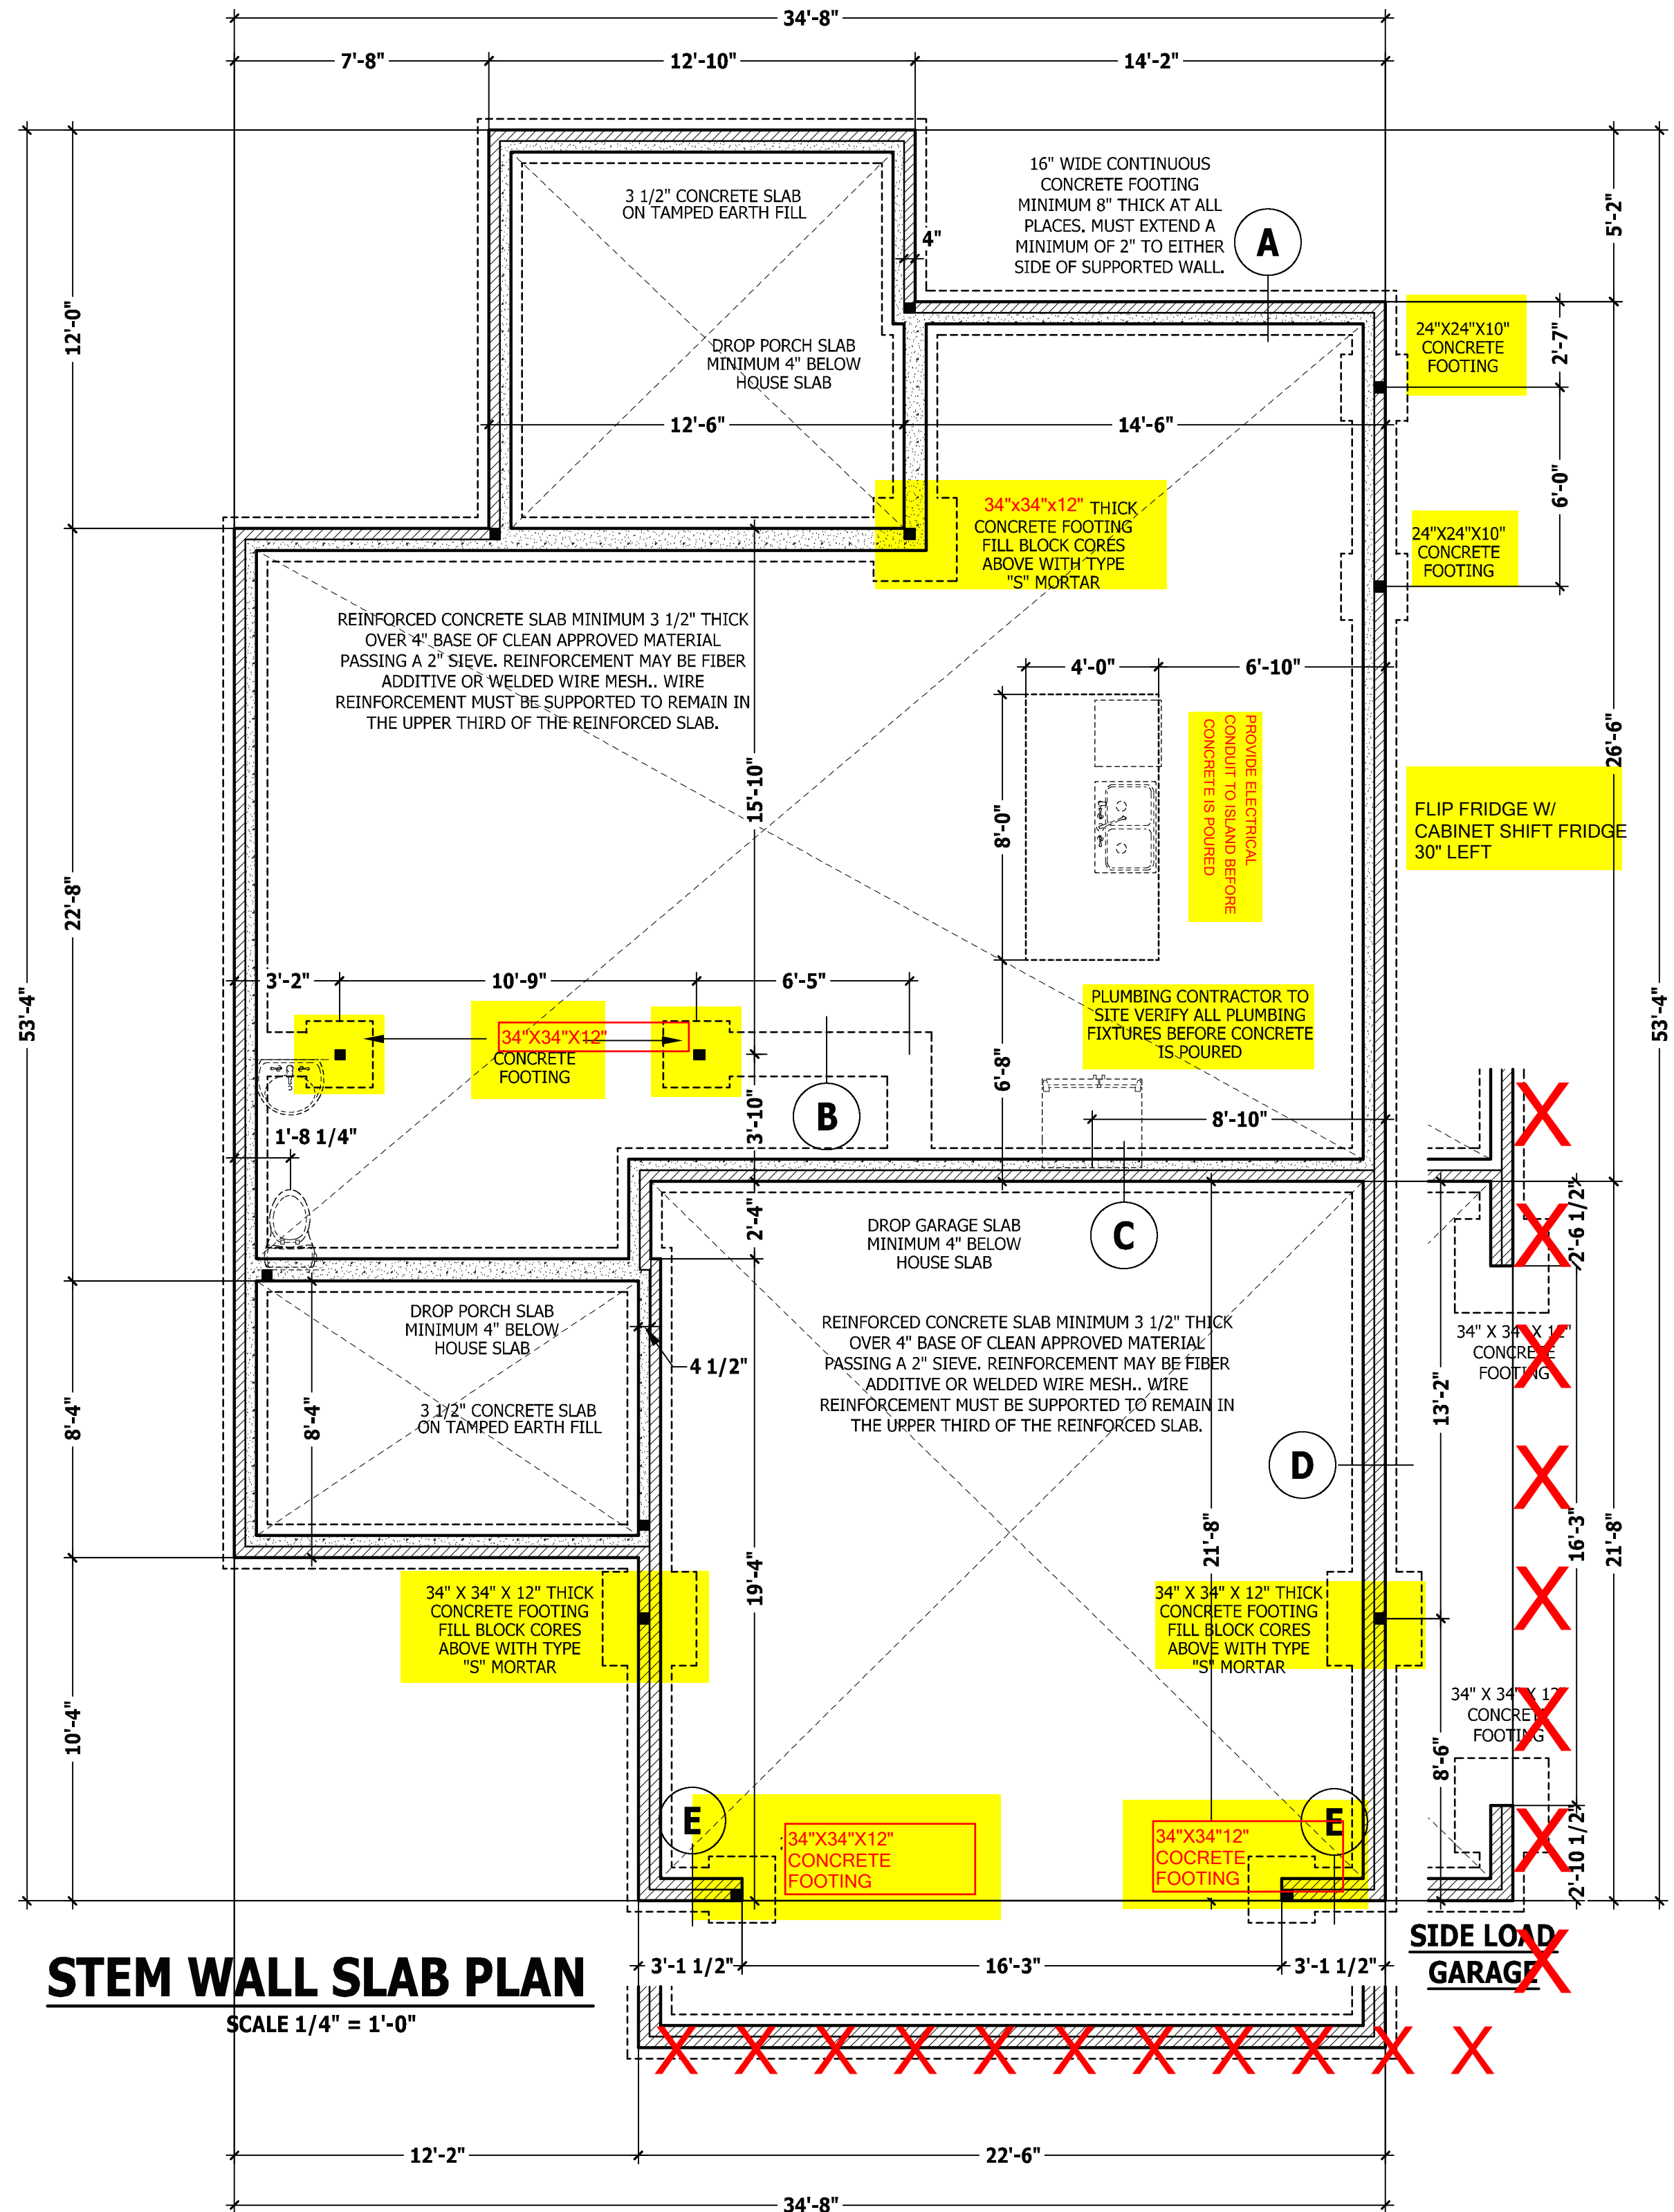 34'-8"
7'-8"
12'-10"
14'-2"
16" WIDE CONTINUOUS
CONCRETE FOOTING
MINIMUM 8" THICK AT ALL
PLACES. MUST EXTEND A
MINIMUM OF 2" TO EITHER
SIDE OF SUPPORTED WALL.
A
3 1/2" CONCRETE SLAB
ON TAMPED EARTH FILL
4"
5'-2"
12'-0"
24"X24"X10"
CONCRETE
FOOTING
2'-7"
DROP PORCH SLAB
MINIMUM 4" BELOW
HOUSE SLAB
12'-6"
14'-6"
6'-0"
34"x34"x12" THICK
CONCRETE FOOTING
FILL BLOCK CORES
ABOVE WITH TYPE
"S" MORTAR
24"X24"X10"
CONCRETE
FOOTING
REINFORCED CONCRETE SLAB MINIMUM 3 1/2" THICK
OVER 4" BASE OF CLEAN APPROVED MATERIAL
PASSING A 2" SIEVE. REINFORCEMENT MAY BE FIBER
ADDITIVE OR WELDED WIRE MESH.. WIRE
REINFORCEMENT MUST BE SUPPORTED TO REMAIN IN
THE UPPER THIRD OF THE REINFORCED SLAB.
4'-0"
6'-10"
26'-6"
15'-10"
8'-0"
PROVIDE ELECTRICAL
CONDUIT TO ISLAND BEFORE
CONCRETE IS POURED
FLIP FRIDGE W/
CABINET SHIFT FRIDGE
30" LEFT
22'-8"
53'-4"
53'-4"
3'-2"
10'-9"
6'-5"
34"X34"X12"
CONCRETE
FOOTING
PLUMBING CONTRACTOR TO
SITE VERIFY ALL PLUMBING
FIXTURES BEFORE CONCRETE
IS POURED
6'-8"
B
3'-10"
8'-10"
1'-8 1/4"
X
2'-4"
DROP GARAGE SLAB
MINIMUM 4" BELOW
HOUSE SLAB
C
X
2'-6 1/2"
DROP PORCH SLAB
MINIMUM 4" BELOW
HOUSE SLAB
REINFORCED CONCRETE SLAB MINIMUM 3 1/2" THICK
OVER 4" BASE OF CLEAN APPROVED MATERIAL
PASSING A 2" SIEVE. REINFORCEMENT MAY BE FIBER
ADDITIVE OR WELDED WIRE MESH.. WIRE
REINFORCEMENT MUST BE SUPPORTED TO REMAIN IN
THE UPPER THIRD OF THE REINFORCED SLAB.
34" X 34" X 12"
CONCRETE
FOOTING
X
4 1/2"
8'-4"
8'-4"
3 1/2" CONCRETE SLAB
ON TAMPED EARTH FILL
13'-2"
D
X
16'-3"
21'-8"
21'-8"
19'-4"
34" X 34" X 12" THICK
CONCRETE FOOTING
FILL BLOCK CORES
ABOVE WITH TYPE
"S" MORTAR
34" X 34" X 12" THICK
CONCRETE FOOTING
FILL BLOCK CORES
ABOVE WITH TYPE
"S" MORTAR
X
10'-4"
34" X 34" X 12"
CONCRETE
FOOTING
X
8'-6"
E
34"X34"X12"
CONCRETE
FOOTING
34"X34"12"
COCRETE
FOOTING
E
X
2'-10 1/2"
SIDE LOAD
GARAGE
X
STEM WALL SLAB PLAN
SCALE 1/4" = 1'-0"
3'-1 1/2"
16'-3"
3'-1 1/2"
X X X X X X X X X X X
12'-2"
22'-6"
34'-8"